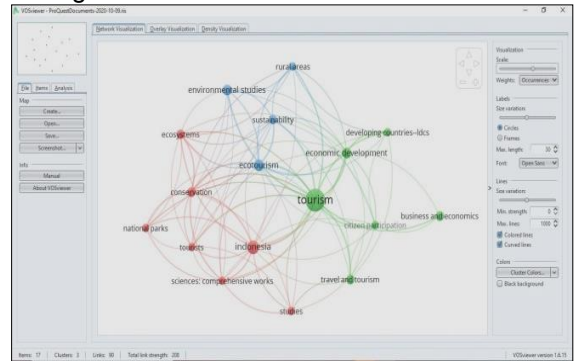 VOSviewer - ProQuestDocuments-2020-10-09.ris
Network Visualization Overlay Visualization Density Visualization
File Items Analysis
Map
Create...
Open...
Save...
Screenshot...
Info
Manual
About VOSviewer
rural areas
environmental studies
sustainability
ecosystems
developing countries--ldcs
economic development
ecotourism
conservation
tourism
business and economics
citizen participation
national parks
tourists
indonesia
sciences: comprehensive works
travel and tourism
studies
Visualization
Scale:
Weights: Occurrences
Labels
Size variation:
Circles
Frames
Max. length: 30
Font: Open Sans
Lines
Size variation:
Min. strength: 0
Max. lines: 1000
Colored lines
Curved lines
Colors
Cluster Colors...
Black background
Items: 17 Clusters: 3 Links: 90 Total link strength: 208
VOSviewer version 1.6.15